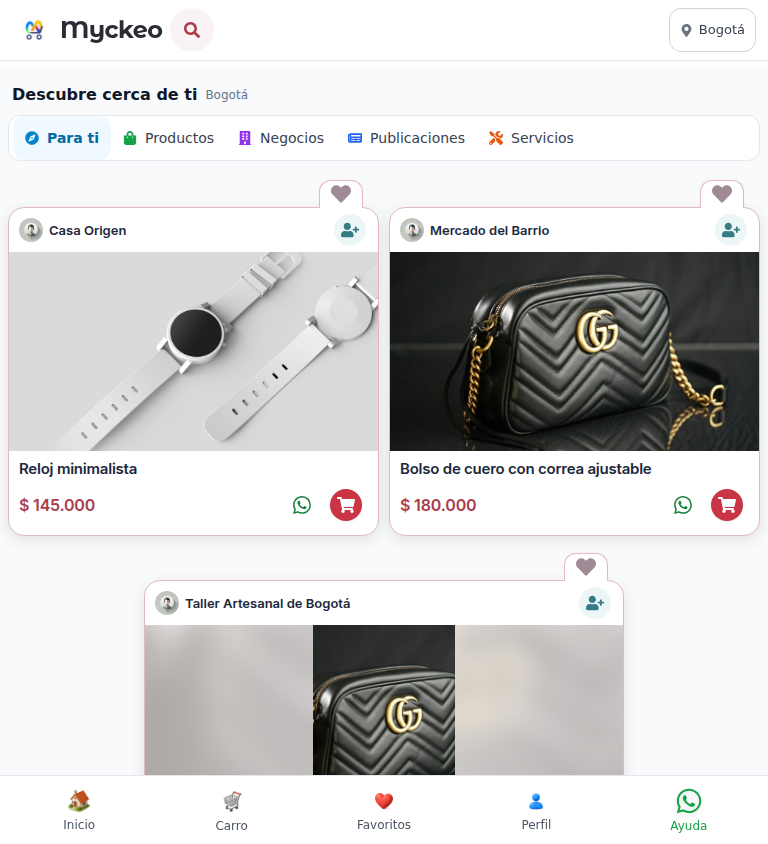 Myckeo
Bogotá
Descubre cerca de ti Bogotá
Para ti Productos Negocios Publicaciones Servicios
Casa Origen
Mercado del Barrio
Reloj minimalista
Bolso de cuero con correa ajustable
$ 145.000
$ 180.000
Taller Artesanal de Bogotá
Inicio Carro Favoritos Perfil Ayuda